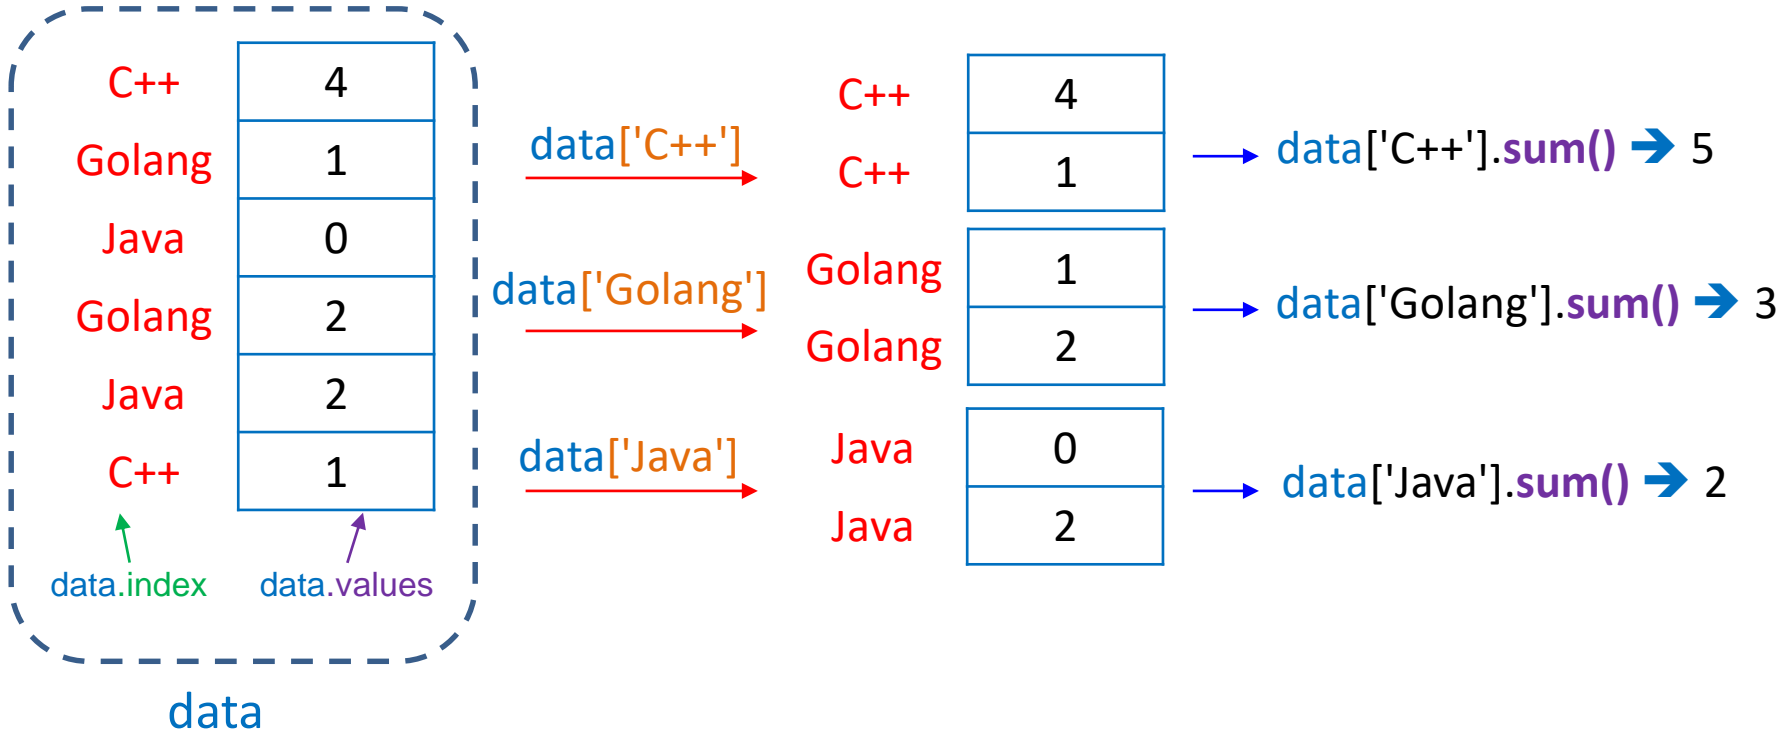 C++ 4
Golang 1
Java 0
Golang 2
Java 2
C++ 1
data.index data.values
data
data['C++']
data['Golang']
data['Java']
C++ 4
C++ 1
Golang 1
Golang 2
Java 0
Java 2
data['C++'].sum() ➔ 5
data['Golang'].sum() ➔ 3
data['Java'].sum() ➔ 2